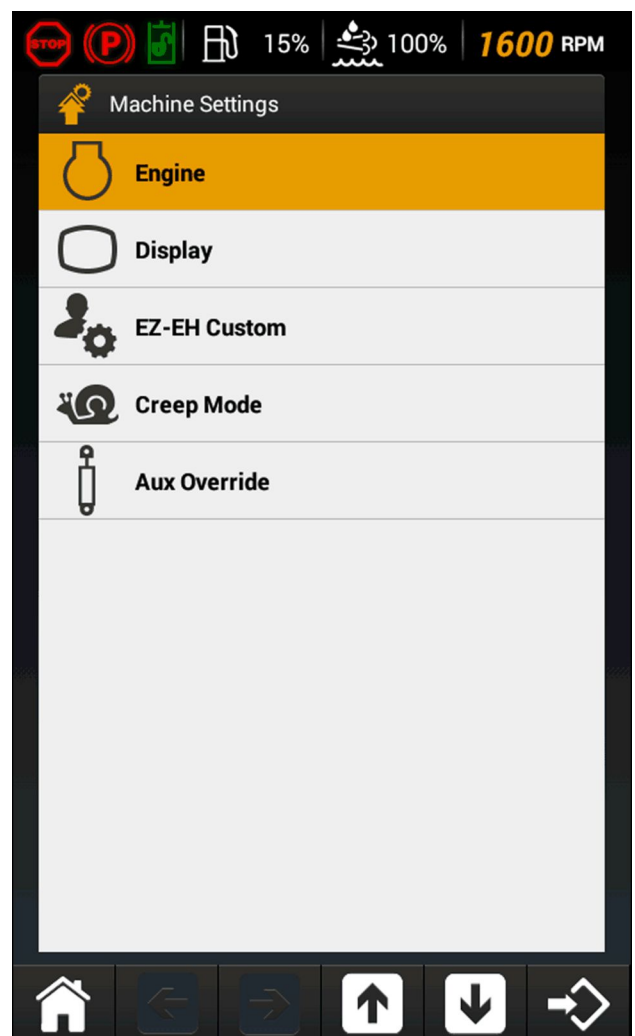 STOP P 15% 100% 1600 RPM
Machine Settings
Engine
Display
EZ-EH Custom
Creep Mode
Aux Override